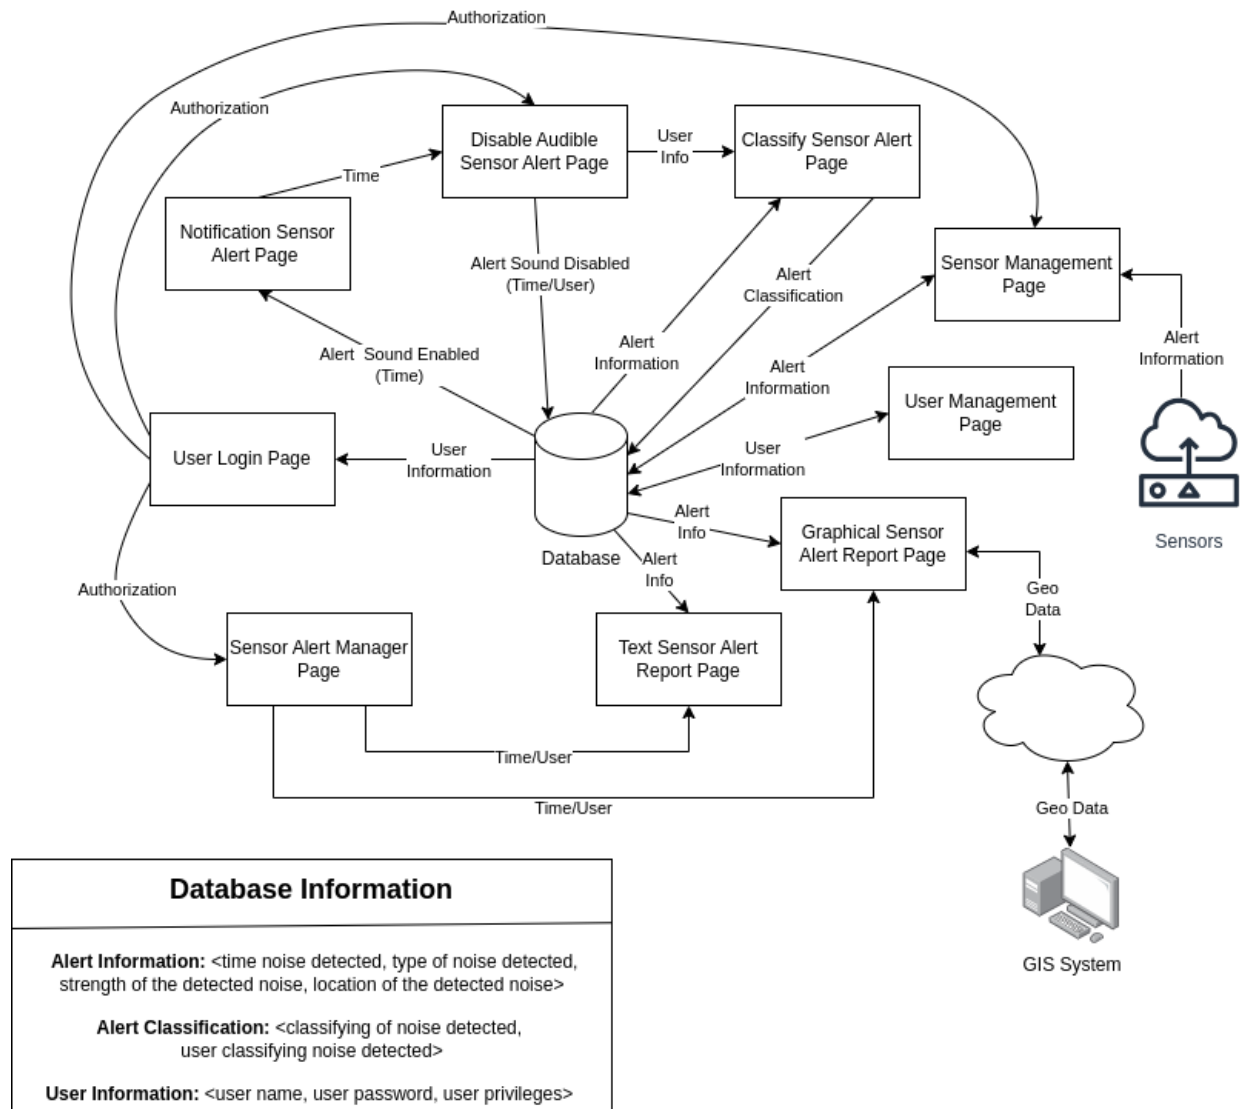 Authorization
Authorization
Disable Audible
Sensor Alert Page
User
Info
Classify Sensor Alert
Page
Time
Notification Sensor
Alert Page
Alert Sound Disabled
(Time/User)
Alert
Classification
Sensor Management
Page
Alert
Information
Alert Sound Enabled
(Time)
Alert
Information
Alert
Information
User Management
Page
User Login Page
User
Information
User
Information
Database
Alert
Info
Graphical Sensor
Alert Report Page
Sensors
Alert
Info
Geo
Data
Authorization
Sensor Alert Manager
Page
Text Sensor Alert
Report Page
Time/User
Time/User
Geo Data
GIS System
Database Information
Alert Information: <time noise detected, type of noise detected,
strength of the detected noise, location of the detected noise>
Alert Classification: <classifying of noise detected,
user classifying noise detected>
User Information: <user name, user password, user privileges>